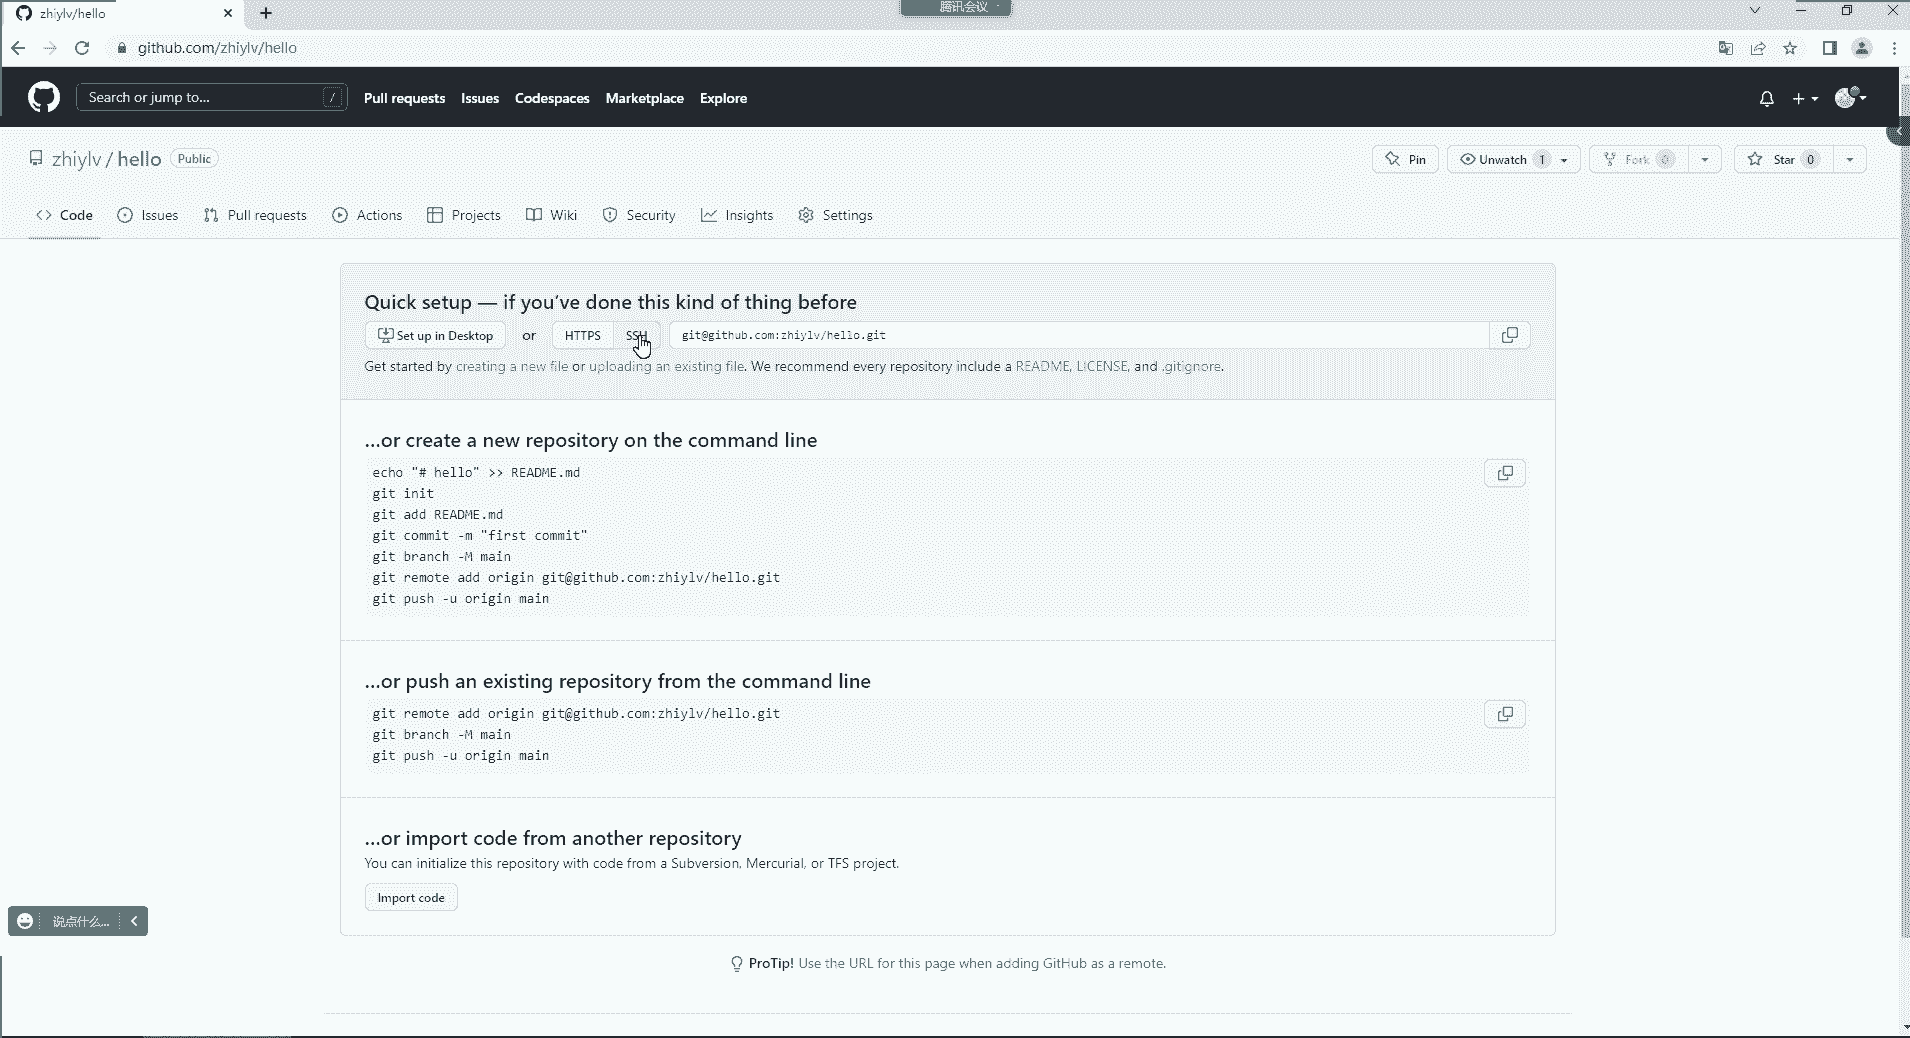 zhiylv/hello
腾讯会议
github.com/zhiylv/hello
Search or jump to... /
Pull requests Issues Codespaces Marketplace Explore
zhiylv / hello Public
Pin Unwatch 1 Fork 0 Star 0
Code Issues Pull requests Actions Projects Wiki Security Insights Settings
Quick setup — if you’ve done this kind of thing before
Set up in Desktop or HTTPS SSH git@github.com:zhiylv/hello.git
Get started by creating a new file or uploading an existing file. We recommend every repository include a README, LICENSE, and .gitignore.
…or create a new repository on the command line
echo "# hello" >> README.md
git init
git add README.md
git commit -m "first commit"
git branch -M main
git remote add origin git@github.com:zhiylv/hello.git
git push -u origin main
…or push an existing repository from the command line
git remote add origin git@github.com:zhiylv/hello.git
git branch -M main
git push -u origin main
…or import code from another repository
You can initialize this repository with code from a Subversion, Mercurial, or TFS project.
Import code
说点什么...
ProTip! Use the URL for this page when adding GitHub as a remote.